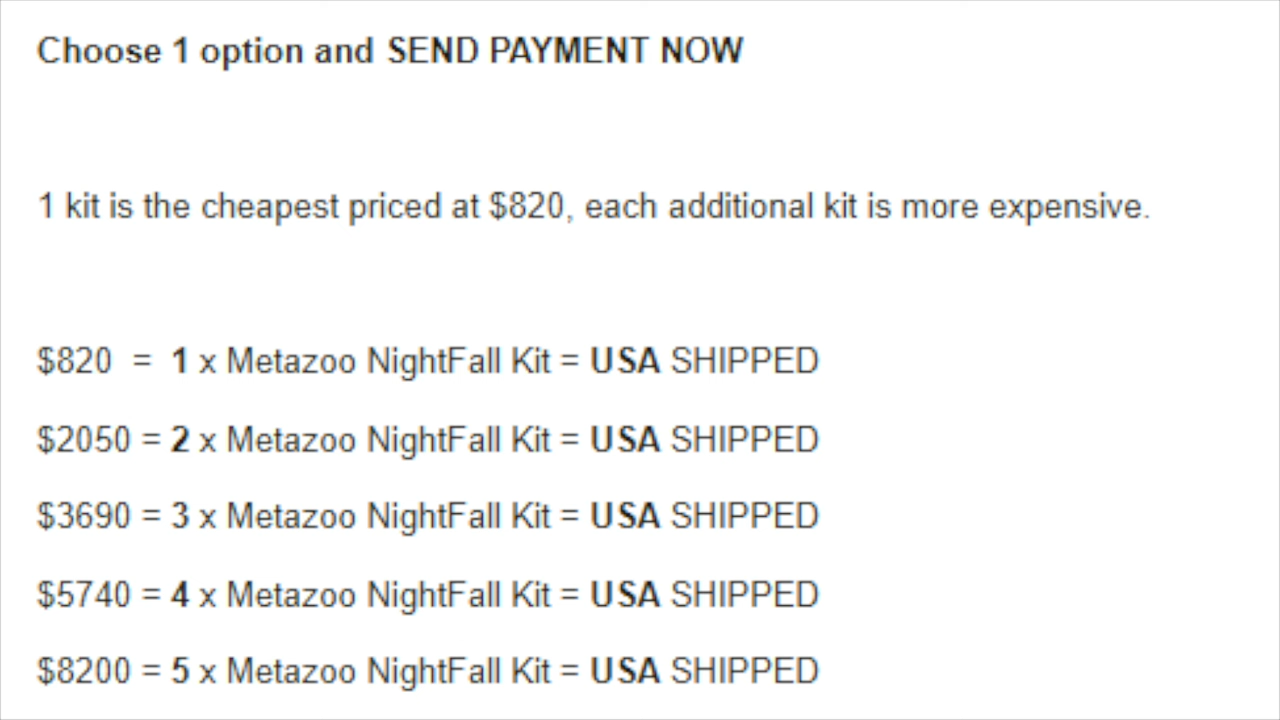 Choose 1 option and SEND PAYMENT NOW
1 kit is the cheapest priced at $820, each additional kit is more expensive.
$820 = 1 x Metazoo NightFall Kit = USA SHIPPED
$2050 = 2 x Metazoo NightFall Kit = USA SHIPPED
$3690 = 3 x Metazoo NightFall Kit = USA SHIPPED
$5740 = 4 x Metazoo NightFall Kit = USA SHIPPED
$8200 = 5 x Metazoo NightFall Kit = USA SHIPPED